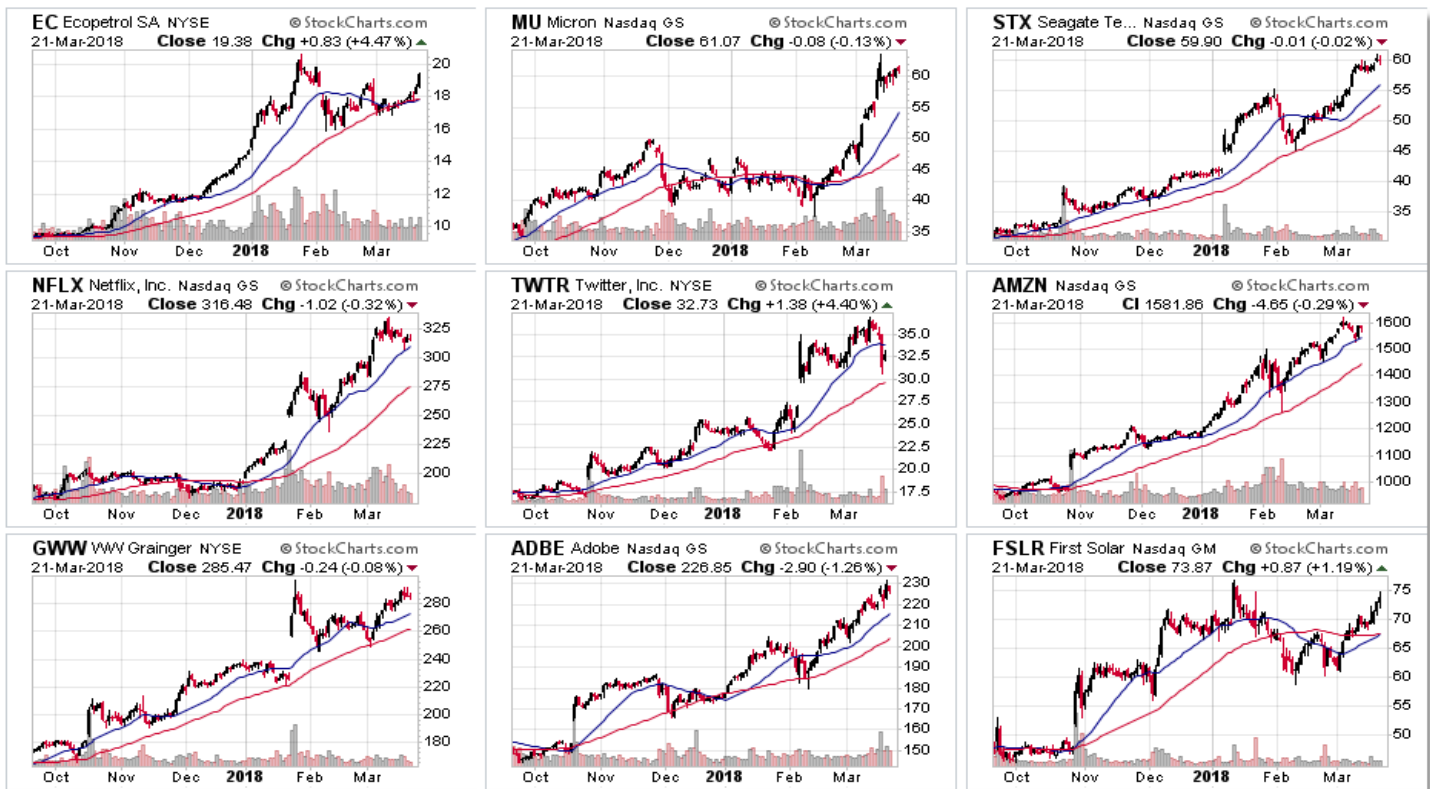 EC Ecopetrol SA NYSE © StockCharts.com
21-Mar-2018 Close 19.38 Chg +0.83 (+4.47%)
20
18
16
14
12
10
Oct Nov Dec 2018 Feb Mar
MU Micron Nasdaq GS © StockCharts.com
21-Mar-2018 Close 61.07 Chg -0.08 (-0.13%)
60
55
50
45
40
35
Oct Nov Dec 2018 Feb Mar
STX Seagate Te... Nasdaq GS © StockCharts.com
21-Mar-2018 Close 59.90 Chg -0.01 (-0.02%)
60
55
50
45
40
35
Oct Nov Dec 2018 Feb Mar
NFLX Netflix, Inc. Nasdaq GS © StockCharts.com
21-Mar-2018 Close 316.48 Chg -1.02 (-0.32%)
325
300
275
250
225
200
Oct Nov Dec 2018 Feb Mar
TWTR Twitter, Inc. NYSE © StockCharts.com
21-Mar-2018 Close 32.73 Chg +1.38 (+4.40%)
35.0
32.5
30.0
27.5
25.0
22.5
20.0
17.5
Oct Nov Dec 2018 Feb Mar
AMZN Nasdaq GS © StockCharts.com
21-Mar-2018 Cl 1581.86 Chg -4.65 (-0.29%)
1600
1500
1400
1300
1200
1100
1000
Oct Nov Dec 2018 Feb Mar
GWW WW Grainger NYSE © StockCharts.com
21-Mar-2018 Close 285.47 Chg -0.24 (-0.08%)
280
260
240
220
200
180
Oct Nov Dec 2018 Feb Mar
ADBE Adobe Nasdaq GS © StockCharts.com
21-Mar-2018 Close 226.85 Chg -2.90 (-1.26%)
230
220
210
200
190
180
170
160
150
Oct Nov Dec 2018 Feb Mar
FSLR First Solar Nasdaq GM © StockCharts.com
21-Mar-2018 Close 73.87 Chg +0.87 (+1.19%)
75
70
65
60
55
50
Oct Nov Dec 2018 Feb Mar